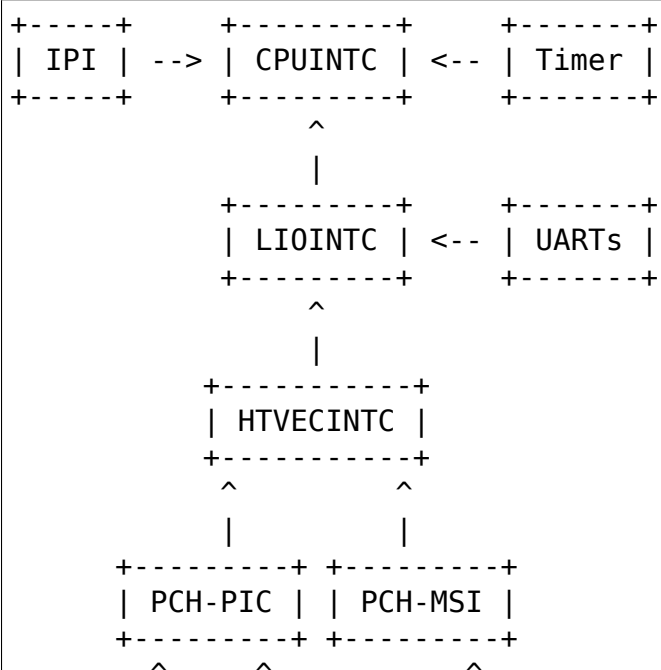 +-----+     +---------+     +-------+
| IPI | --> | CPUINTC | <-- | Timer |
+-----+     +---------+     +-------+
                 ^
                 |
            +---------+     +-------+
            | LIOINTC | <-- | UARTs |
            +---------+     +-------+
                 ^
                 |
           +-----------+
           | HTVECINTC |
           +-----------+
            ^         ^
            |         |
      +---------+ +---------+
      | PCH-PIC | | PCH-MSI |
      +---------+ +---------+
        ^     ^           ^